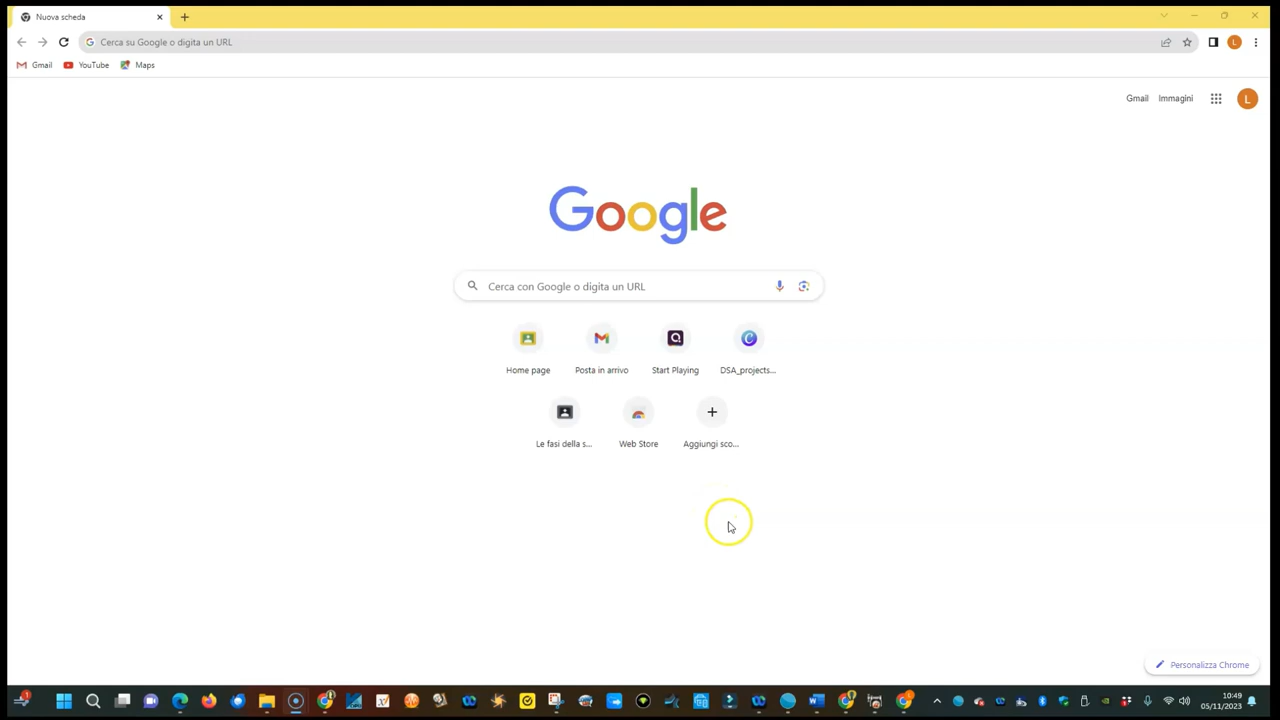 Nuova scheda
Cerca su Google o digita un URL
L
Gmail YouTube Maps
Gmail Immagini L
Google
Cerca con Google o digita un URL
Home page Posta in arrivo Start Playing DSA_projects...
Le fasi della s... Web Store Aggiungi sco...
Personalizza Chrome
10:49
05/11/2023